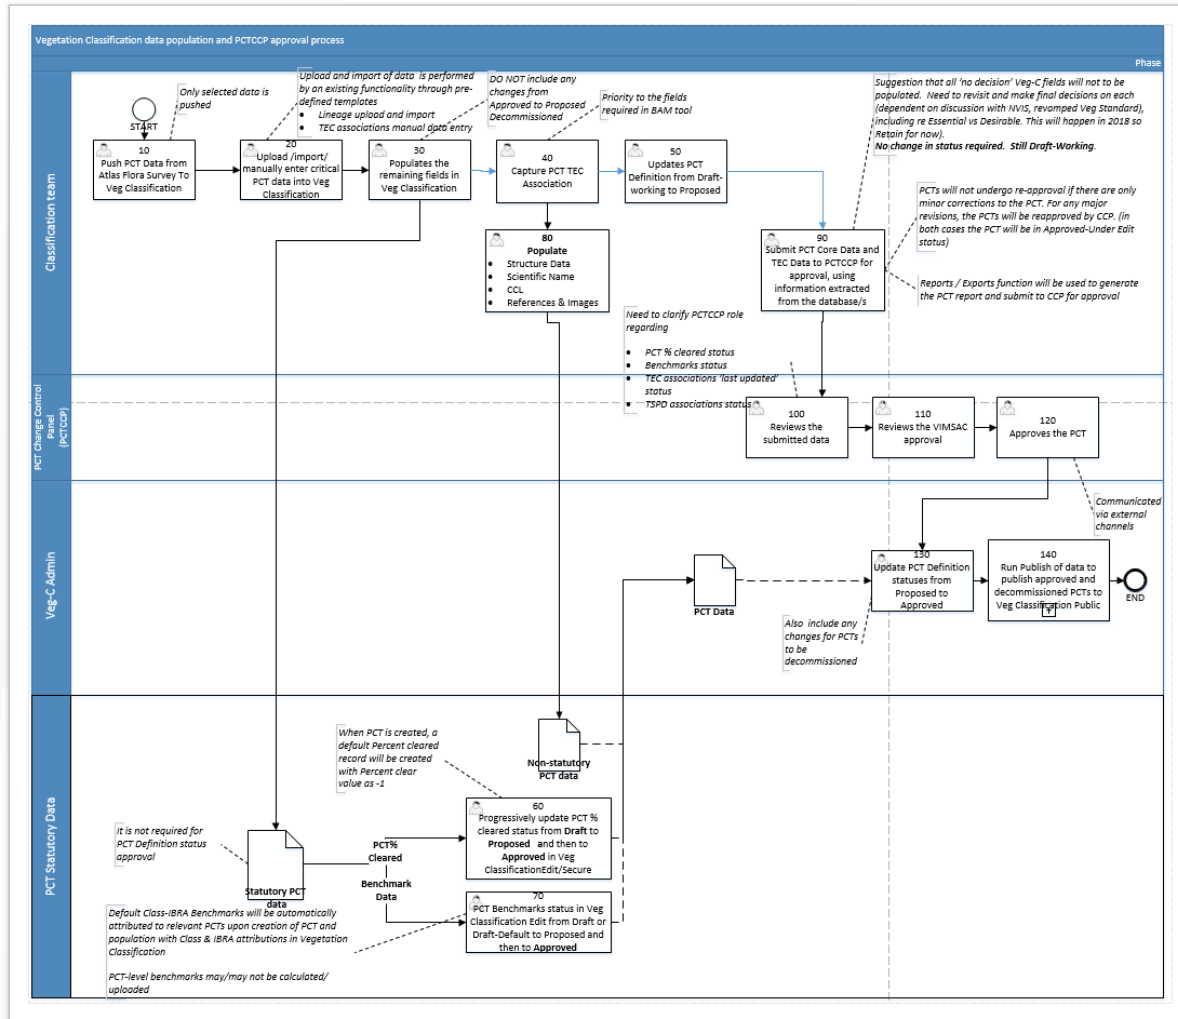 Vegetation Classification data population and PCTCCP approval process
Phase
Classification team
START
Only selected data is
pushed
Upload and import of data is performed
by an existing functionality through pre-
defined templates
• Lineage upload and import
• TEC associations manual data entry
DO NOT include any
changes from
Approved to Proposed
Decommissioned
Priority to the fields
required in BAM tool
Suggestion that all ‘no decision’ Veg-C fields will not to be
populated. Need to revisit and make final decisions on each
(dependent on discussion with NVIS, revamped Veg Standard),
including re Essential vs Desirable. This will happen in 2018 so
Retain for now).
No change in status required. Still Draft-Working.
10
Push PCT Data from
Atlas Flora Survey To
Veg Classification
20
Upload /import/
manually enter critical
PCT data into Veg
Classification
30
Populates the
remaining fields in
Veg Classification
40
Capture PCT TEC
Association
50
Updates PCT
Definition from Draft-
working to Proposed
PCTs will not undergo re-approval if there are only
minor corrections to the PCT. For any major
revisions, the PCTs will be reapproved by CCP. (in
both cases the PCT will be in Approved-Under Edit
status)
80
Populate
• Structure Data
• Scientific Name
• CCL
• References & Images
90
Submit PCT Core Data and
TEC Data to PCTCCP for
approval, using
information extracted
from the database/s
Reports / Exports function will be used to generate
the PCT report and submit to CCP for approval
Need to clarify PCTCCP role
regarding
• PCT % cleared status
• Benchmarks status
• TEC associations ‘last updated’
status
• TSPD associations status
PCT Change Control
Panel
(PCTCCP)
100
Reviews the
submitted data
110
Reviews the VIMSAC
approval
120
Approves the PCT
Communicated
via external
channels
Veg-C Admin
PCT Data
130
Update PCT Definition
statuses from
Proposed to
Approved
140
Run Publish of data to
publish approved and
decommissioned PCTs to
Veg Classification Public
+
END
Also include any
changes for PCTs
to be
decommissioned
PCT Statutory Data
When PCT is created, a
default Percent cleared
record will be created
with Percent clear
value as -1
Non-statutory
PCT data
It is not required for
PCT Definition status
approval
Statutory PCT
data
PCT%
Cleared
Benchmark
Data
60
Progressively update PCT %
cleared status from Draft to
Proposed and then to
Approved in Veg
ClassificationEdit/Secure
70
PCT Benchmarks status in Veg
Classification Edit from Draft or
Draft-Default to Proposed and
then to Approved
Default Class-IBRA Benchmarks will be automatically
attributed to relevant PCTs upon creation of PCT and
population with Class & IBRA attributions in Vegetation
Classification
PCT-level benchmarks may/may not be calculated/
uploaded